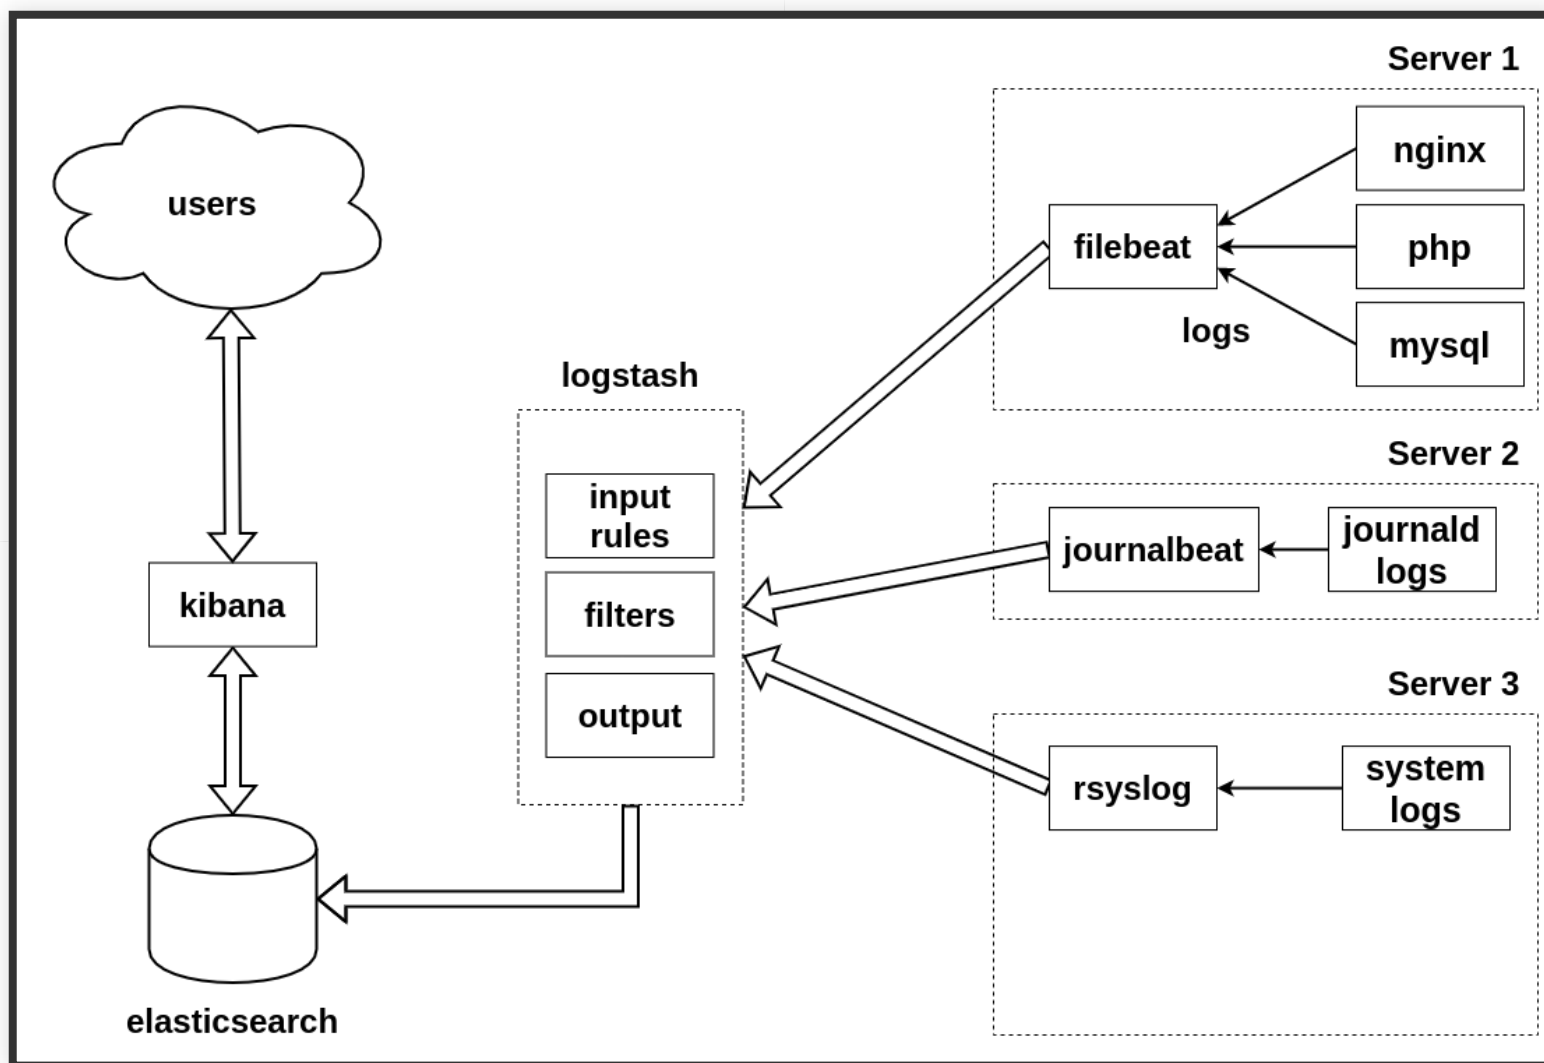 users
kibana
elasticsearch
logstash
input
rules
filters
output
Server 1
filebeat
logs
nginx
php
mysql
Server 2
journalbeat
journald
logs
Server 3
rsyslog
system
logs